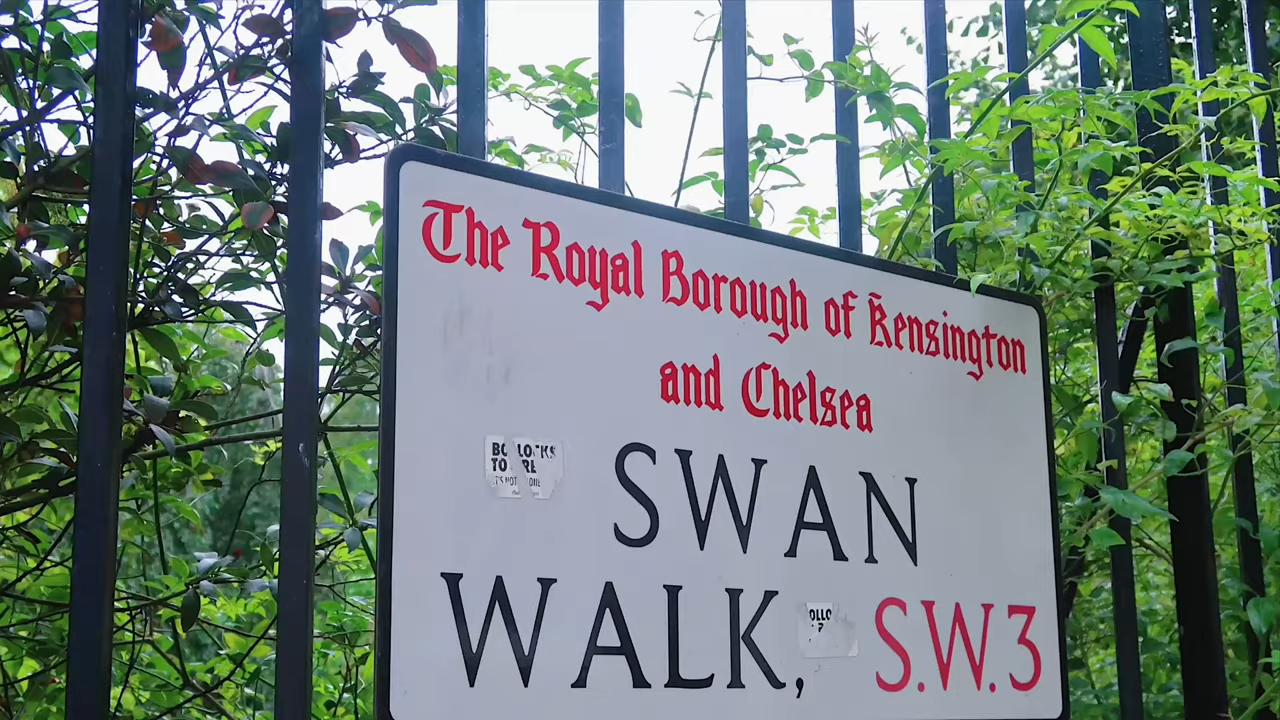 The Royal Borough of Kensington
and Chelsea
SWAN
WALK, S.W.3